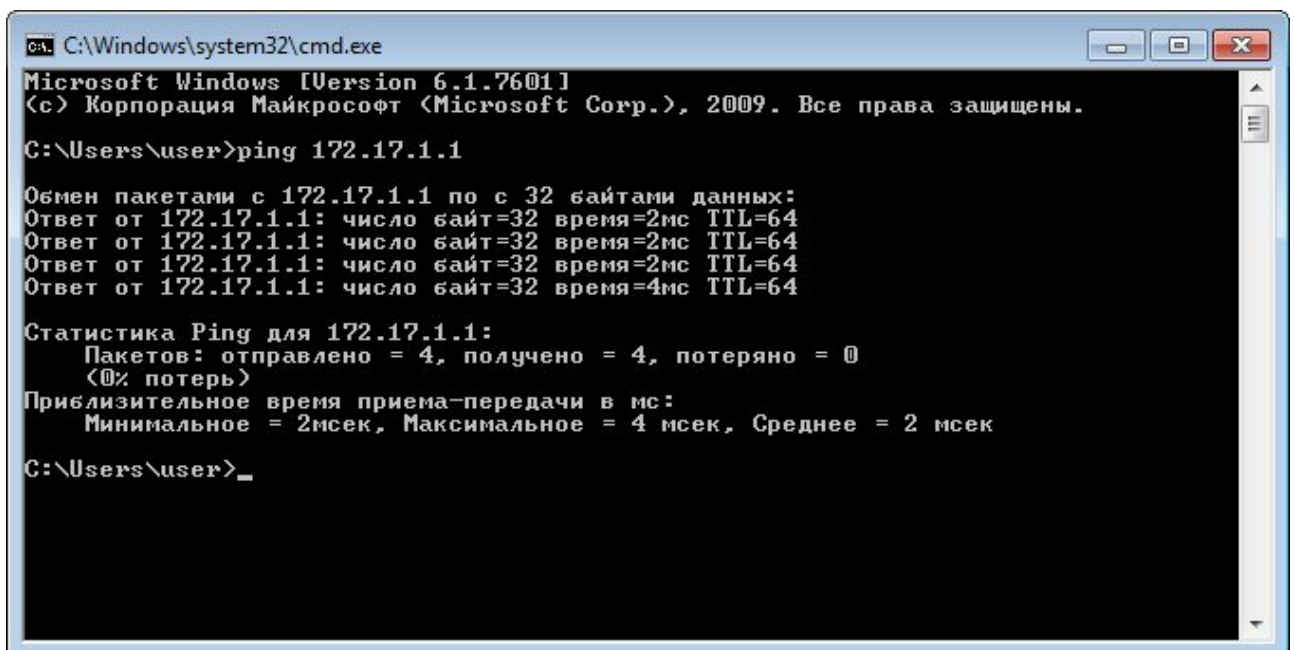 C:\Windows\system32\cmd.exe
Microsoft Windows [Version 6.1.7601]
(c) Корпорация Майкрософт (Microsoft Corp.), 2009. Все права защищены.
C:\Users\user>ping 172.17.1.1
Обмен пакетами с 172.17.1.1 по с 32 байтами данных:
Ответ от 172.17.1.1: число байт=32 время=2мс TTL=64
Ответ от 172.17.1.1: число байт=32 время=2мс TTL=64
Ответ от 172.17.1.1: число байт=32 время=2мс TTL=64
Ответ от 172.17.1.1: число байт=32 время=4мс TTL=64
Статистика Ping для 172.17.1.1:
Пакетов: отправлено = 4, получено = 4, потеряно = 0
(0% потерь)
Приблизительное время приема-передачи в мс:
Минимальное = 2мсек, Максимальное = 4 мсек, Среднее = 2 мсек
C:\Users\user>_